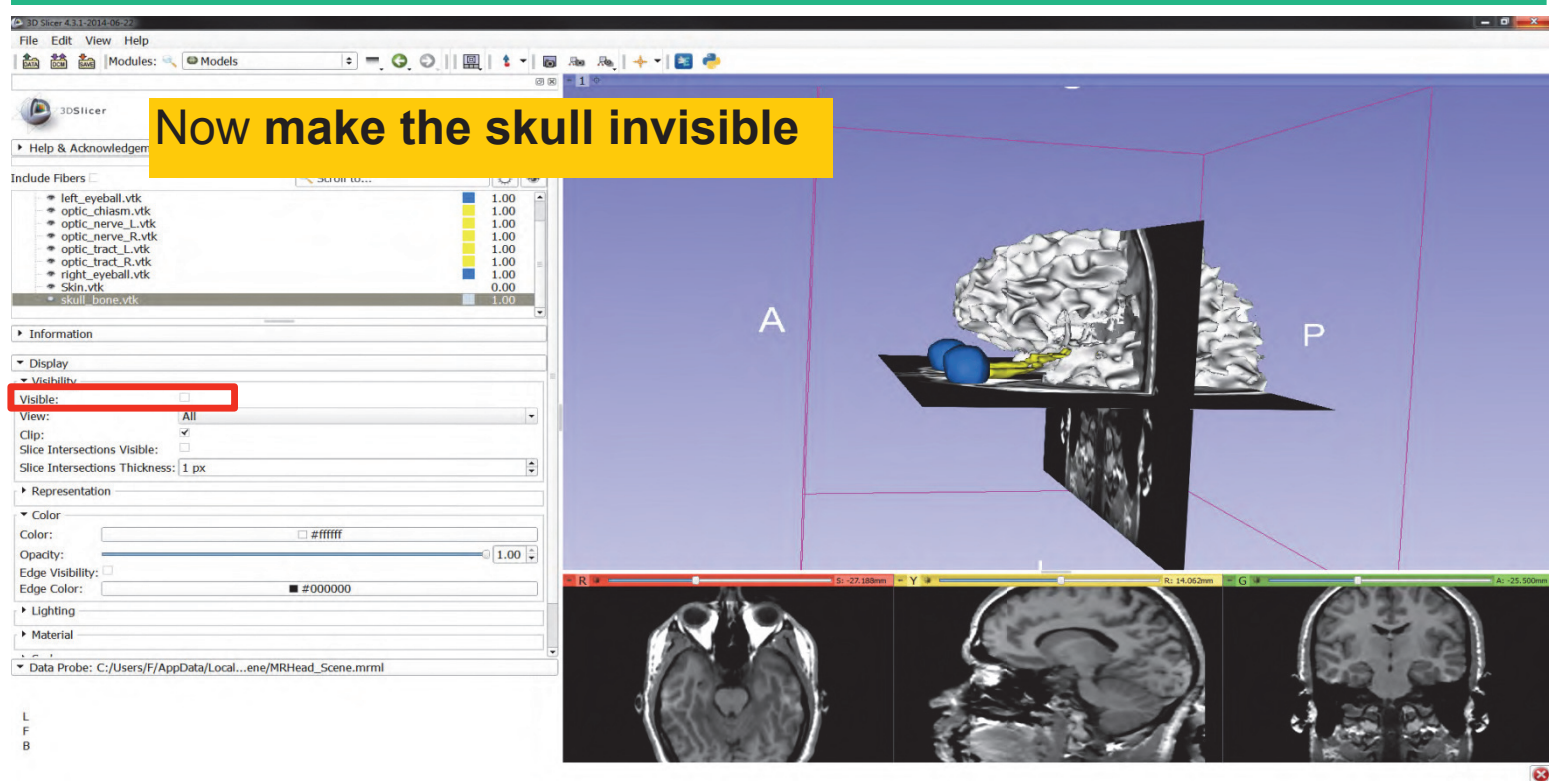 3D Slicer 4.3.1-2014-06-22
File Edit View Help
DATA DCM SAVE Modules: Models
1
3DSlicer
Now make the skull invisible
Help & Acknowledgem
Include Fibers Scroll to...
left_eyeball.vtk 1.00
optic_chiasm.vtk 1.00
optic_nerve_L.vtk 1.00
optic_nerve_R.vtk 1.00
optic_tract_L.vtk 1.00
optic_tract_R.vtk 1.00
right_eyeball.vtk 1.00
Skin.vtk 0.00
skull_bone.vtk 1.00
A
P
Information
Display
Visibility
Visible:
View: All
Clip:
Slice Intersections Visible:
Slice Intersections Thickness: 1 px
Representation
Color
Color: #ffffff
Opacity: 1.00
Edge Visibility:
Edge Color: #000000
Lighting
Material
Data Probe: C:/Users/F/AppData/Local...ene/MRHead_Scene.mrml
L
F
B
R S: -27.188mm
Y R: 14.062mm
G A: -25.500mm